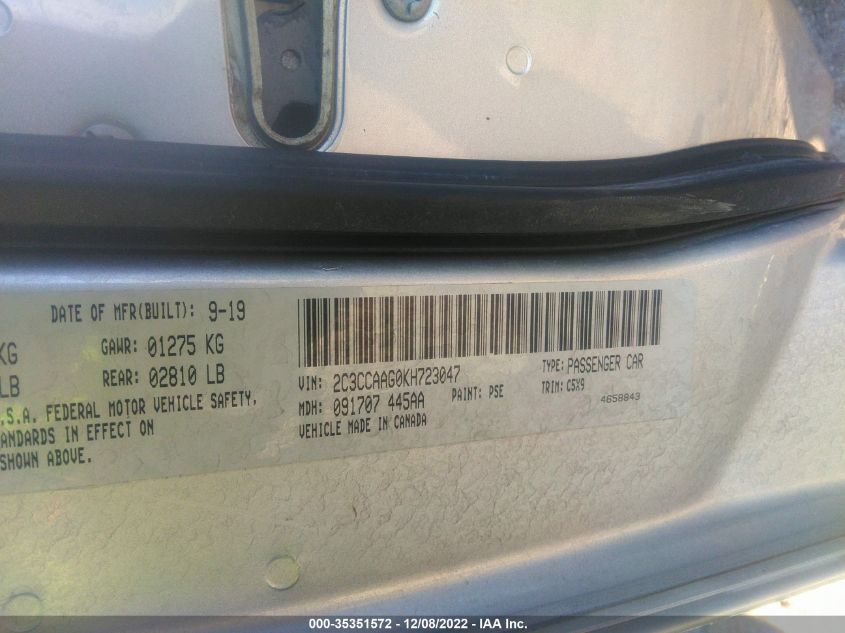 DATE OF MFR(BUILT): 9-19
KG GAWR: 01275 KG
LB REAR: 02810 LB
.S.A. FEDERAL MOTOR VEHICLE SAFETY,
ANDARDS IN EFFECT ON
SHOWN ABOVE.
VIN: 2C3CCAAG0KH723047 TYPE: PASSENGER CAR
MDH: 091707 445AA PAINT: PSE TRIM: C5X9
VEHICLE MADE IN CANADA 4658843
000-35351572 - 12/08/2022 - © IAA Inc.